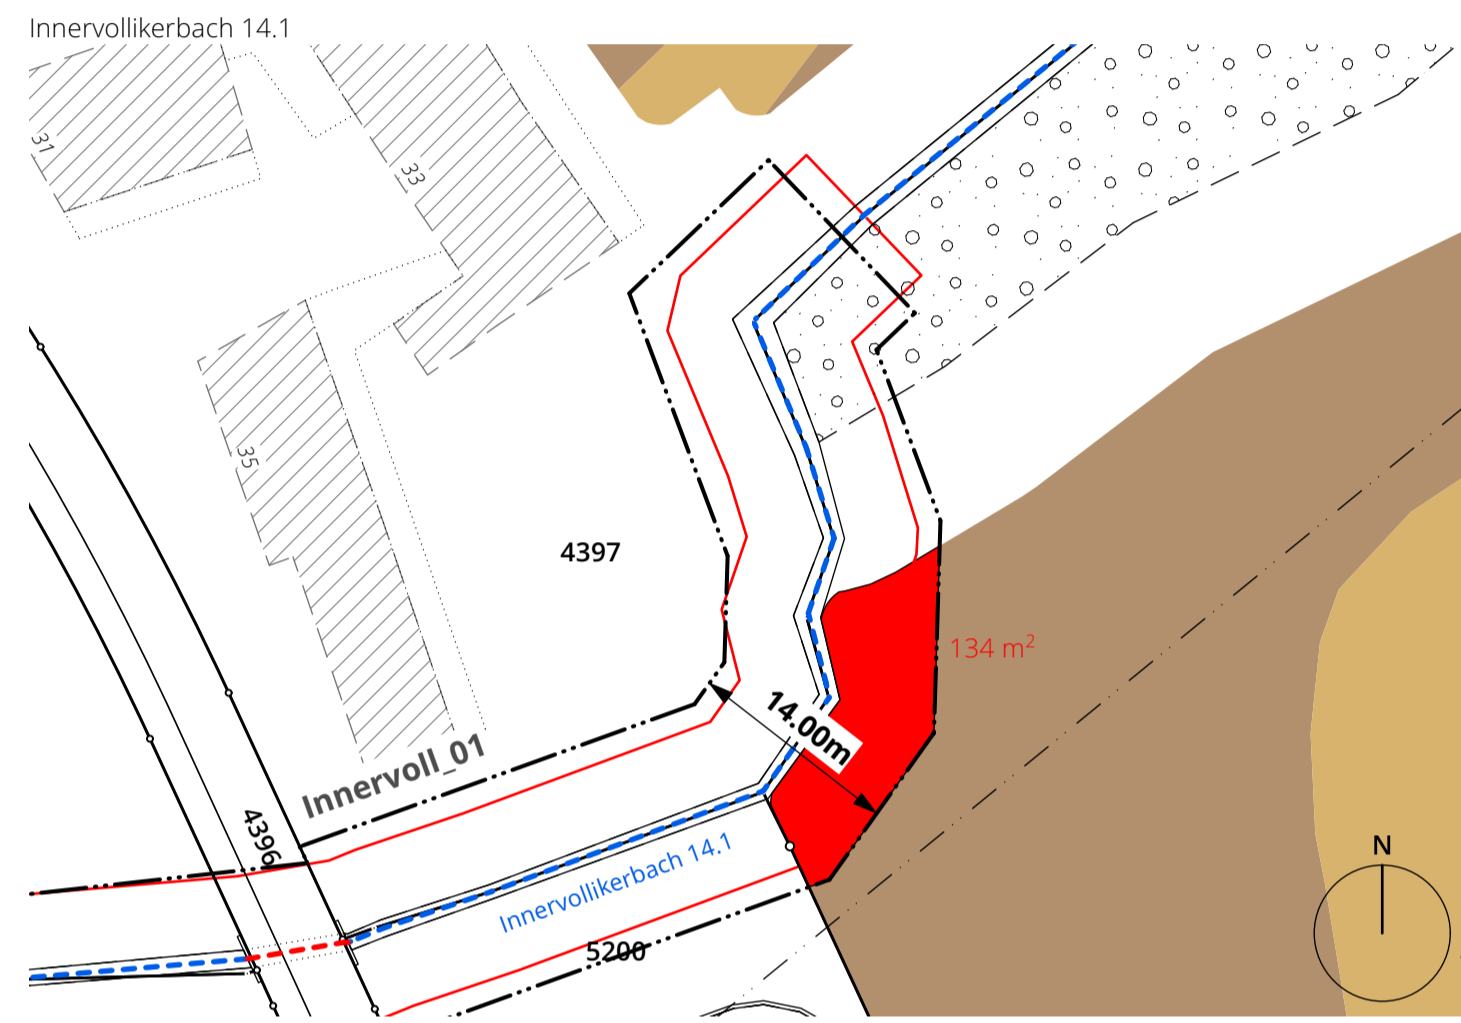 Innervollikerbach 14.1
31
33
35
4397
134 m²
14.00m
Innervoll_01
4396
Innervollikerbach 14.1
5200
N